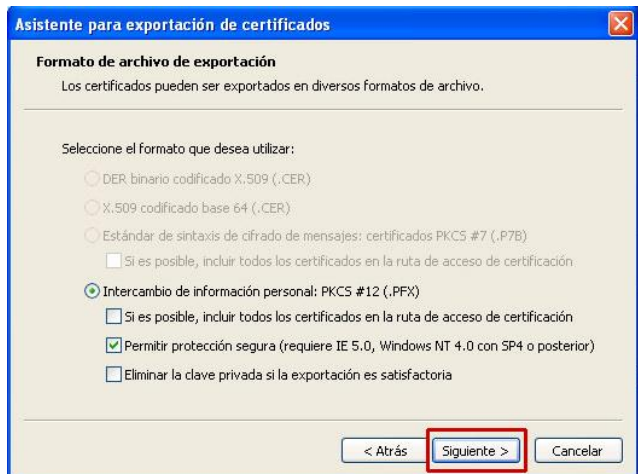 Asistente para exportación de certificados
Formato de archivo de exportación
Los certificados pueden ser exportados en diversos formatos de archivo.
Seleccione el formato que desea utilizar:
DER binario codificado X.509 (.CER)
X.509 codificado base 64 (.CER)
Estándar de sintaxis de cifrado de mensajes: certificados PKCS #7 (.P7B)
Si es posible, incluir todos los certificados en la ruta de acceso de certificación
Intercambio de información personal: PKCS #12 (.PFX)
Si es posible, incluir todos los certificados en la ruta de acceso de certificación
Permitir protección segura (requiere IE 5.0, Windows NT 4.0 con SP4 o posterior)
Eliminar la clave privada si la exportación es satisfactoria
< Atrás Siguiente > Cancelar